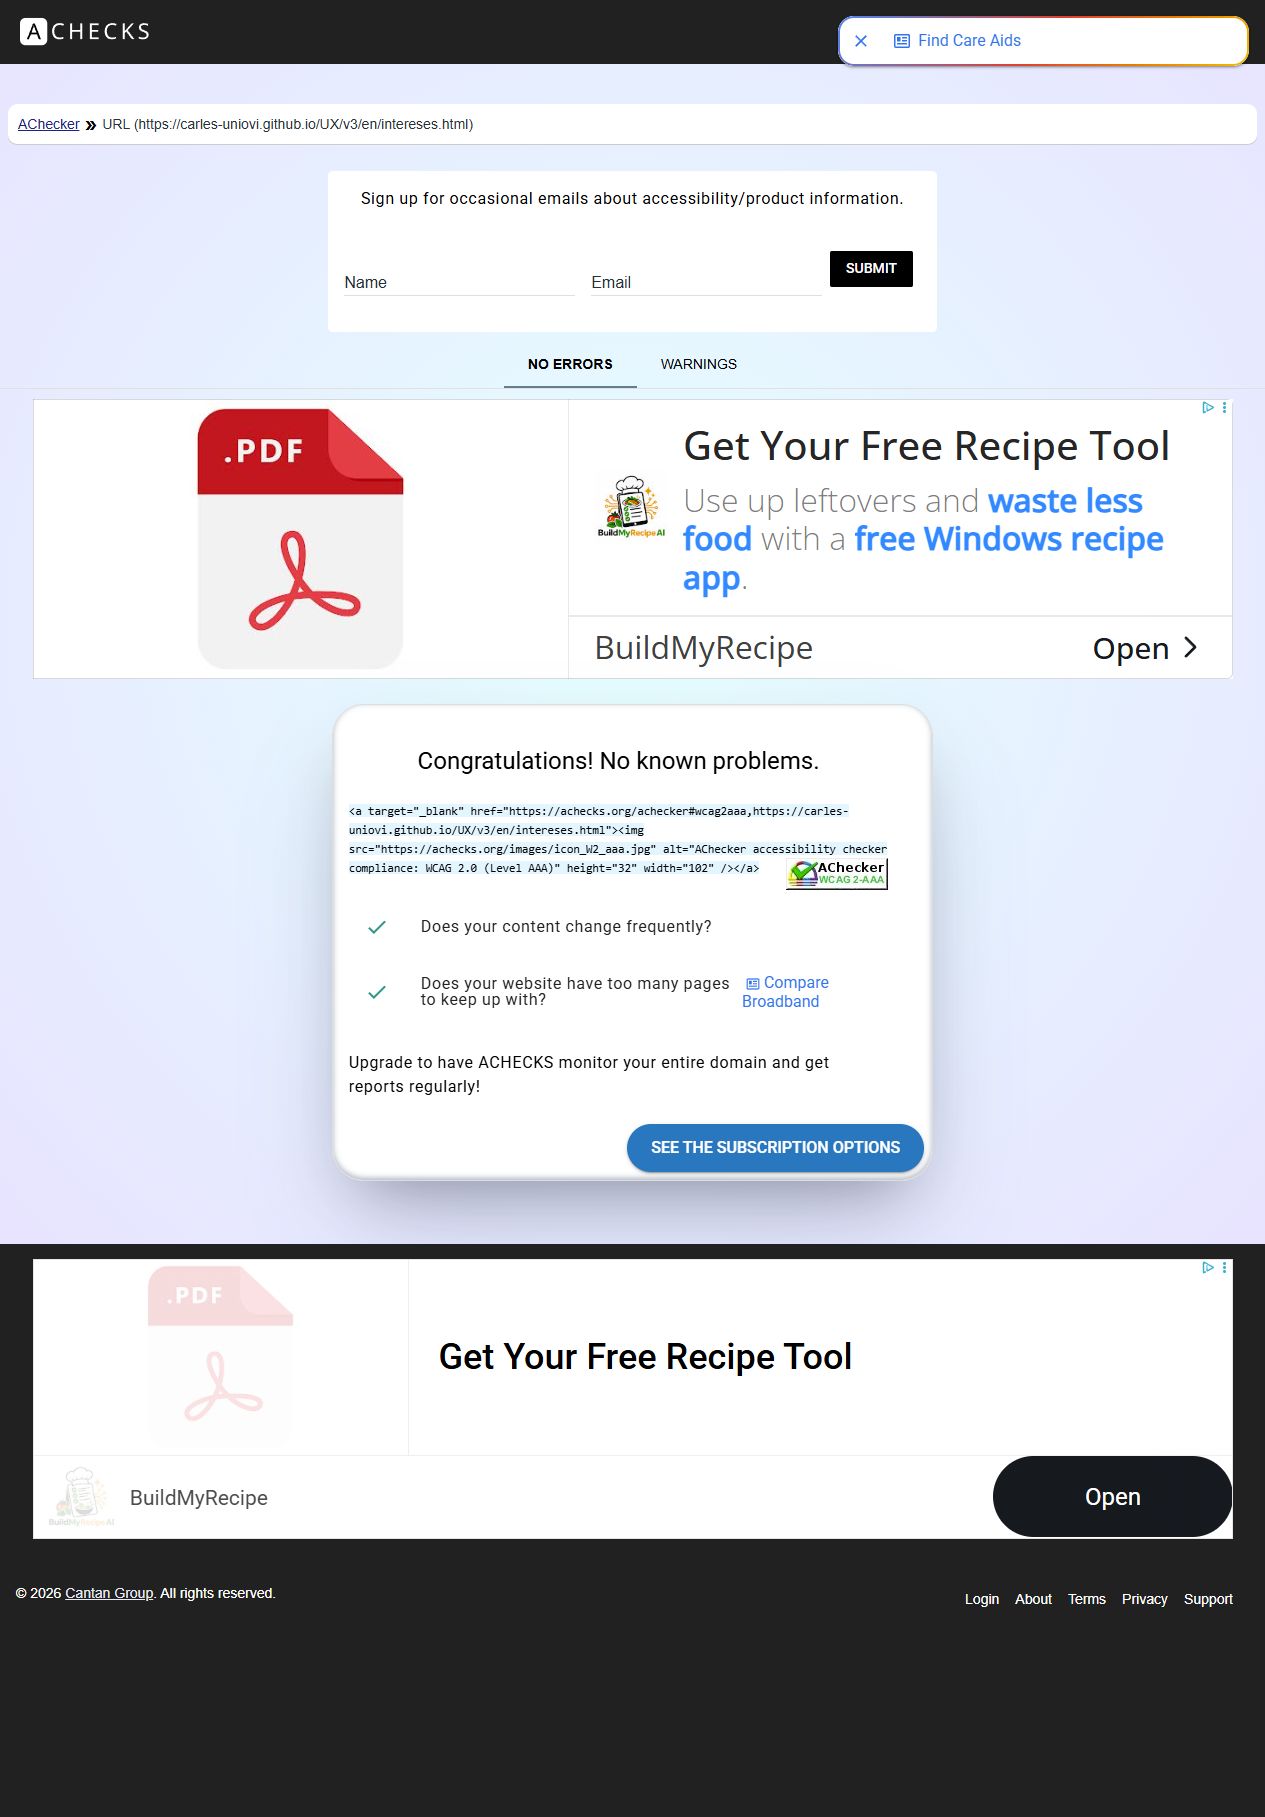 ACHECKS
Find Care Aids
AChecker » URL (https://carles-uniovi.github.io/UX/v3/en/intereses.html)
Sign up for occasional emails about accessibility/product information.
Name
Email
SUBMIT
NO ERRORS
WARNINGS
.PDF
Get Your Free Recipe Tool
Use up leftovers and waste less
food with a free Windows recipe
app.
BuildMyRecipe AI
BuildMyRecipe
Open
Congratulations! No known problems.
<a target="_blank" href="https://achecks.org/achecker#wcag2aaa,https://carles-
uniovi.github.io/UX/v3/en/intereses.html"><img
src="https://achecks.org/images/icon_W2_aaa.jpg" alt="AChecker accessibility checker
compliance: WCAG 2.0 (Level AAA)" height="32" width="102" /></a>
AChecker
WCAG 2-AAA
Does your content change frequently?
Does your website have too many pages
to keep up with?
Compare
Broadband
Upgrade to have ACHECKS monitor your entire domain and get
reports regularly!
SEE THE SUBSCRIPTION OPTIONS
.PDF
Get Your Free Recipe Tool
BuildMyRecipe AI
BuildMyRecipe
Open
© 2026 Cantan Group. All rights reserved.
Login
About
Terms
Privacy
Support